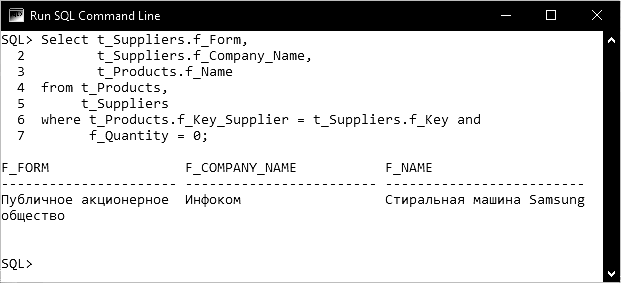 Run SQL Command Line
SQL> Select t_Suppliers.f_Form,
  2         t_Suppliers.f_Company_Name,
  3         t_Products.f_Name
  4  from t_Products,
  5       t_Suppliers
  6  where t_Products.f_Key_Supplier = t_Suppliers.f_Key and
  7        f_Quantity = 0;
F_FORM                 F_COMPANY_NAME           F_NAME
---------------------- ------------------------ -------------------------
Публичное акционерное  Инфоком                  Стиральная машина Samsung
общество
SQL>